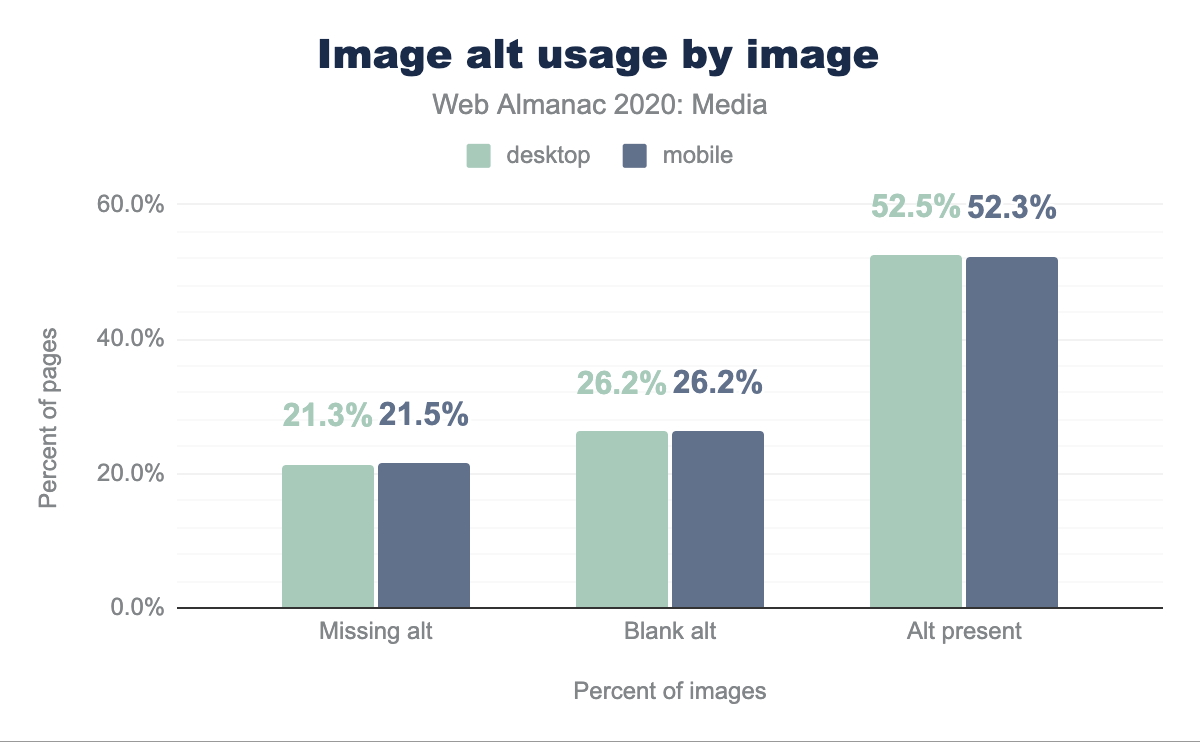 Image alt usage by image
Web Almanac 2020: Media
desktop mobile
60.0%
52.5% 52.3%
40.0%
26.2% 26.2%
21.3% 21.5%
20.0%
0.0%
Percent of pages
Missing alt Blank alt Alt present
Percent of images